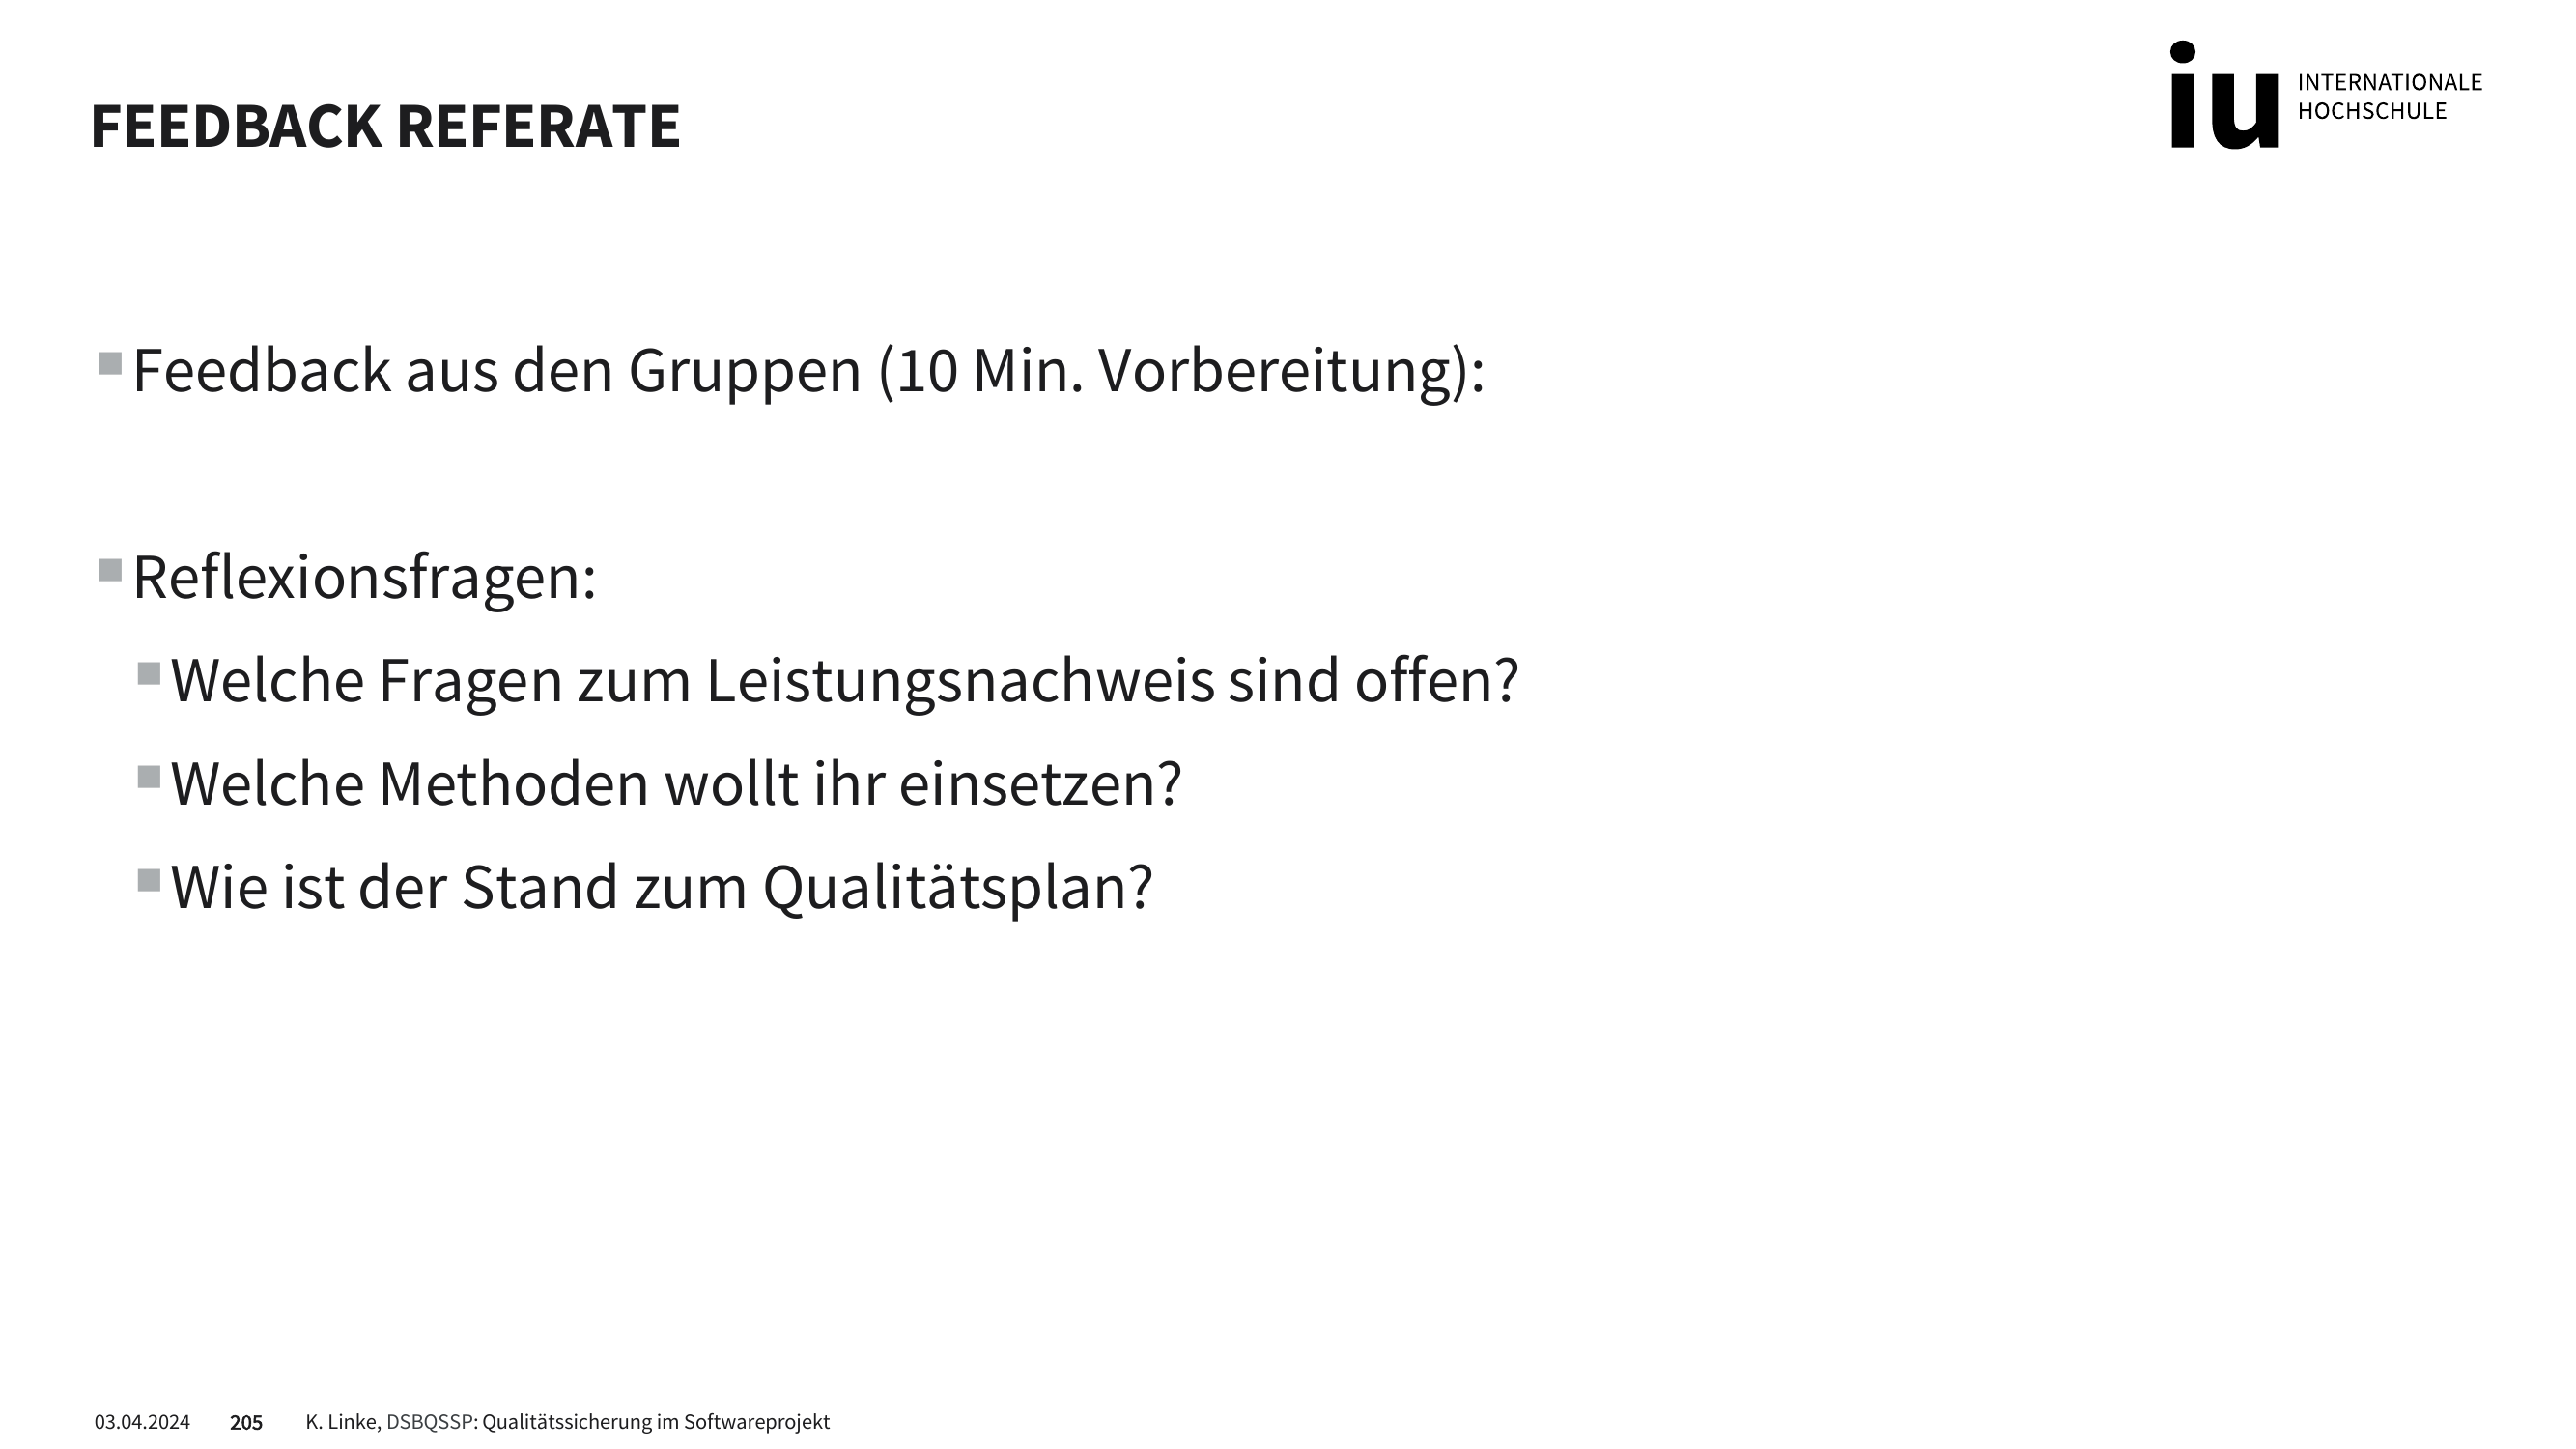 FEEDBACK REFERATE
iu INTERNATIONALE
HOCHSCHULE
Feedback aus den Gruppen (10 Min. Vorbereitung):
Reflexionsfragen:
Welche Fragen zum Leistungsnachweis sind offen?
Welche Methoden wollt ihr einsetzen?
Wie ist der Stand zum Qualitätsplan?
03.04.2024 205 K. Linke, DSBQSSP: Qualitätssicherung im Softwareprojekt